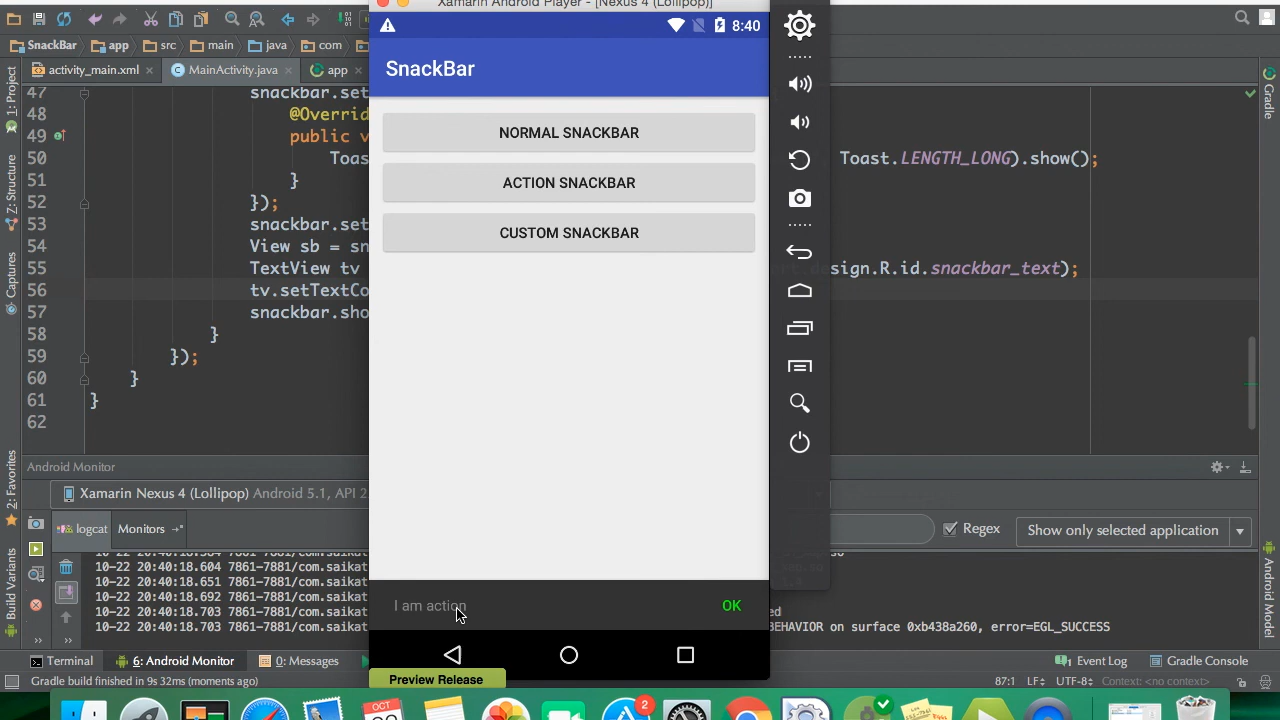 Xamarin Android Player - [Nexus 4 (Lollipop)]
8:40
SnackBar
app
src
main
java
com
SnackBar
activity_main.xml
MainActivity.java
app
1: Project
Z: Structure
Captures
2: Favorites
Build Variants
Gradle
Android Model
47 snackbar.set
48 @Overrid
49 public v
50 Toas Toast.LENGTH_LONG).show();
51 }
52 });
53 snackbar.set
54 View sb = sn
55 TextView tv design.R.id.snackbar_text);
56 tv.setTextCo
57 snackbar.sho
58 }
59 });
60 }
61 }
62
NORMAL SNACKBAR
ACTION SNACKBAR
CUSTOM SNACKBAR
I am action
OK
Preview Release
Android Monitor
Xamarin Nexus 4 (Lollipop) Android 5.1, API 2
logcat
Monitors
Regex
Show only selected application
10-22 20:40:18.604 7861-7881/com.saikat
10-22 20:40:18.651 7861-7881/com.saikat
10-22 20:40:18.692 7861-7881/com.saikat
10-22 20:40:18.703 7861-7881/com.saikat
10-22 20:40:18.703 7861-7881/com.saikat BEHAVIOR on surface 0xb438a260, error=EGL_SUCCESS
Terminal
6: Android Monitor
0: Messages
1 Event Log
Gradle Console
Gradle build finished in 9s 32ms (moments ago)
87:1 LF÷ UTF-8÷ Context: <no context>
OCT
2